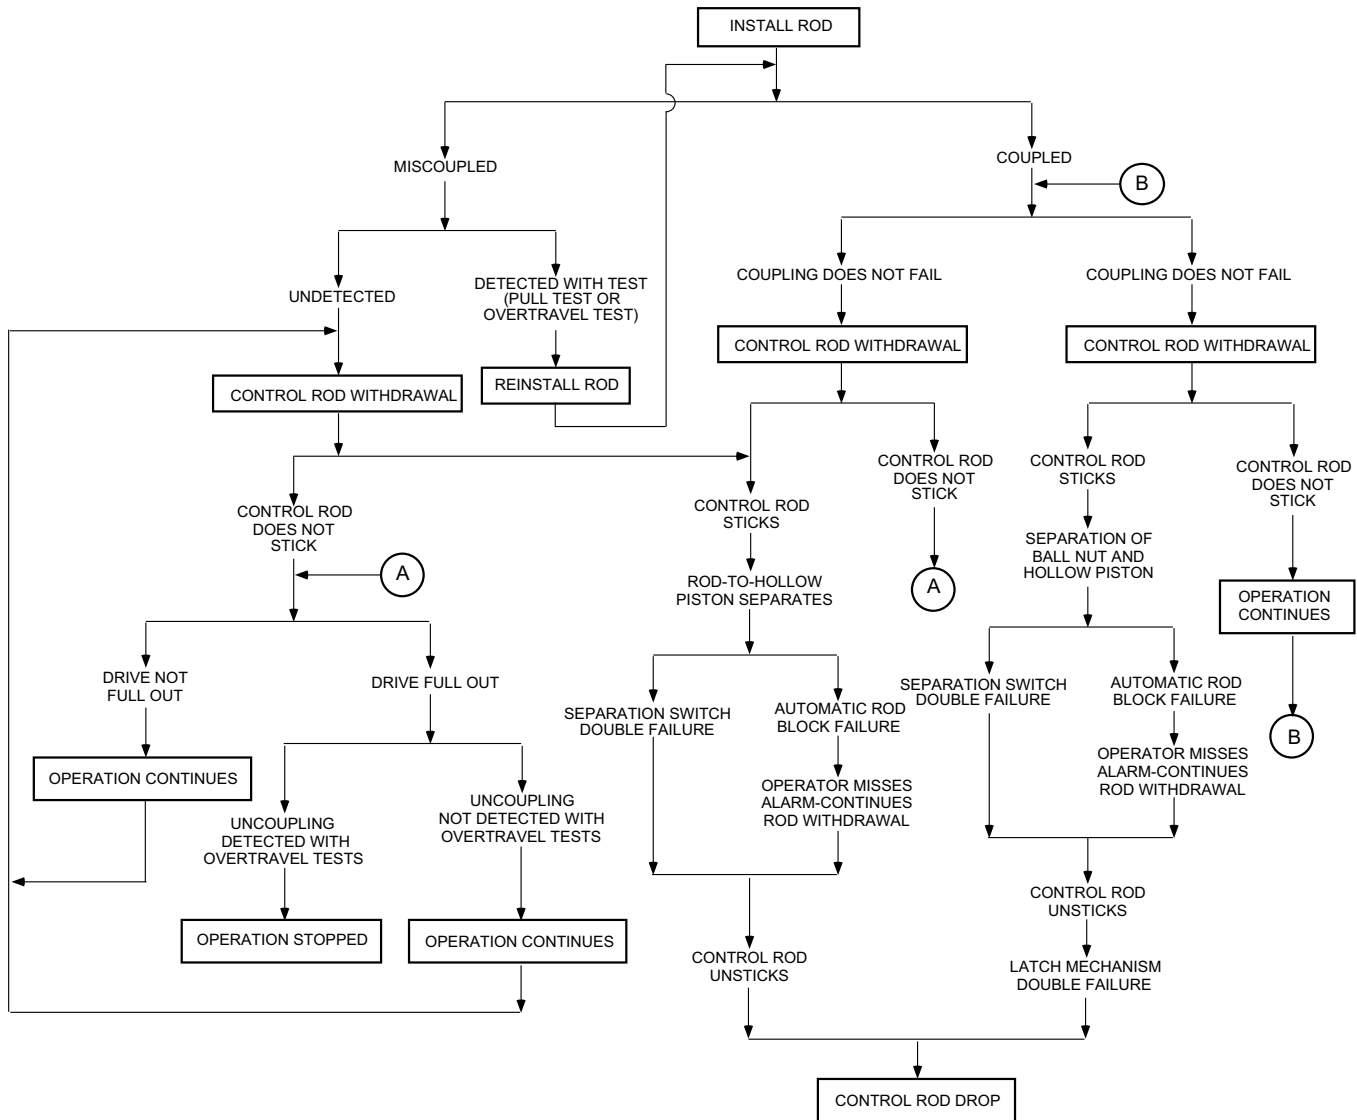 INSTALL ROD
MISCOUPLED
COUPLED
B
UNDETECTED
DETECTED WITH TEST
(PULL TEST OR
OVERTRAVEL TEST)
COUPLING DOES NOT FAIL
COUPLING DOES NOT FAIL
CONTROL ROD WITHDRAWAL
REINSTALL ROD
CONTROL ROD WITHDRAWAL
CONTROL ROD WITHDRAWAL
CONTROL ROD
DOES NOT
STICK
A
CONTROL ROD
STICKS
CONTROL ROD
DOES NOT
STICK
CONTROL ROD
STICKS
CONTROL ROD
DOES NOT
STICK
ROD-TO-HOLLOW
PISTON SEPARATES
A
SEPARATION OF
BALL NUT AND
HOLLOW PISTON
OPERATION
CONTINUES
DRIVE NOT
FULL OUT
DRIVE FULL OUT
SEPARATION SWITCH
DOUBLE FAILURE
AUTOMATIC ROD
BLOCK FAILURE
SEPARATION SWITCH
DOUBLE FAILURE
AUTOMATIC ROD
BLOCK FAILURE
B
OPERATION CONTINUES
UNCOUPLING
DETECTED WITH
OVERTRAVEL TESTS
UNCOUPLING
NOT DETECTED WITH
OVERTRAVEL TESTS
OPERATOR MISSES
ALARM-CONTINUES
ROD WITHDRAWAL
OPERATOR MISSES
ALARM-CONTINUES
ROD WITHDRAWAL
OPERATION STOPPED
OPERATION CONTINUES
CONTROL ROD
UNSTICKS
CONTROL ROD
UNSTICKS
LATCH MECHANISM
DOUBLE FAILURE
CONTROL ROD DROP